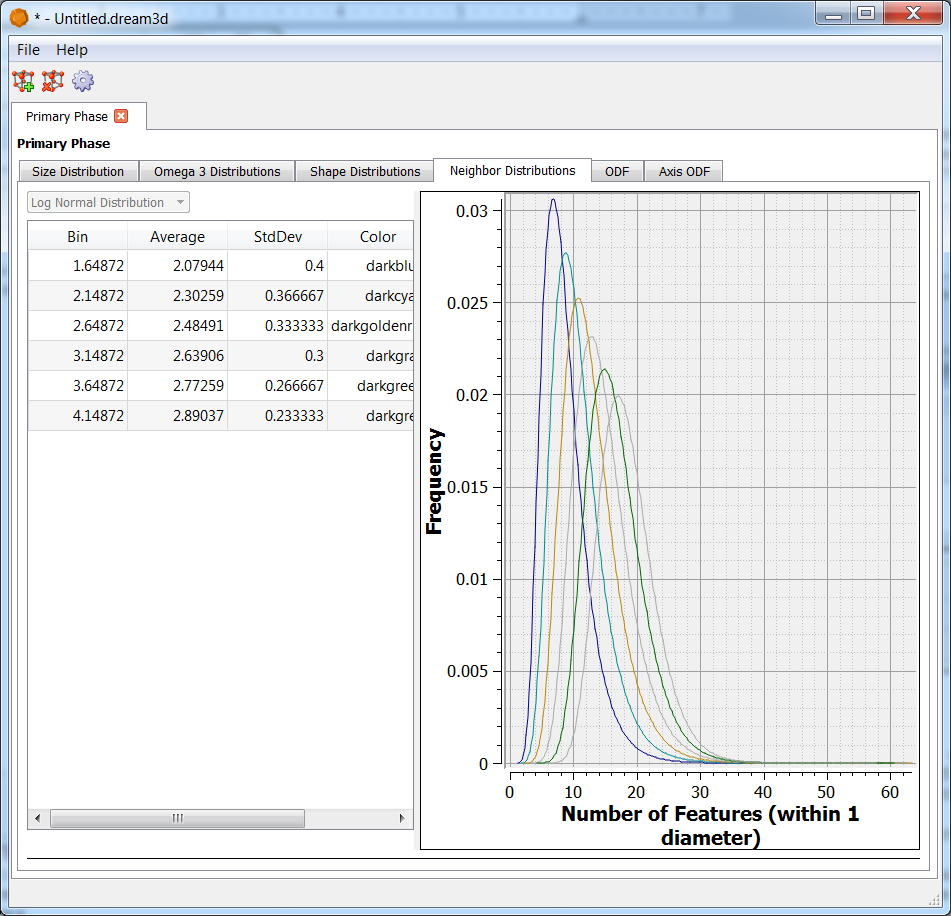 * - Untitled.dream3d
File Help
Primary Phase
Primary Phase
Size Distribution Omega 3 Distributions Shape Distributions Neighbor Distributions ODF Axis ODF
Log Normal Distribution
Bin Average StdDev Color
1.64872 2.07944 0.4 darkblu
2.14872 2.30259 0.366667 darkcya
2.64872 2.48491 0.333333 darkgoldenr
3.14872 2.63906 0.3 darkgra
3.64872 2.77259 0.266667 darkgree
4.14872 2.89037 0.233333 darkgre
0.03
0.025
0.02
0.015
0.01
0.005
0
Frequency
0 10 20 30 40 50 60
Number of Features (within 1
diameter)